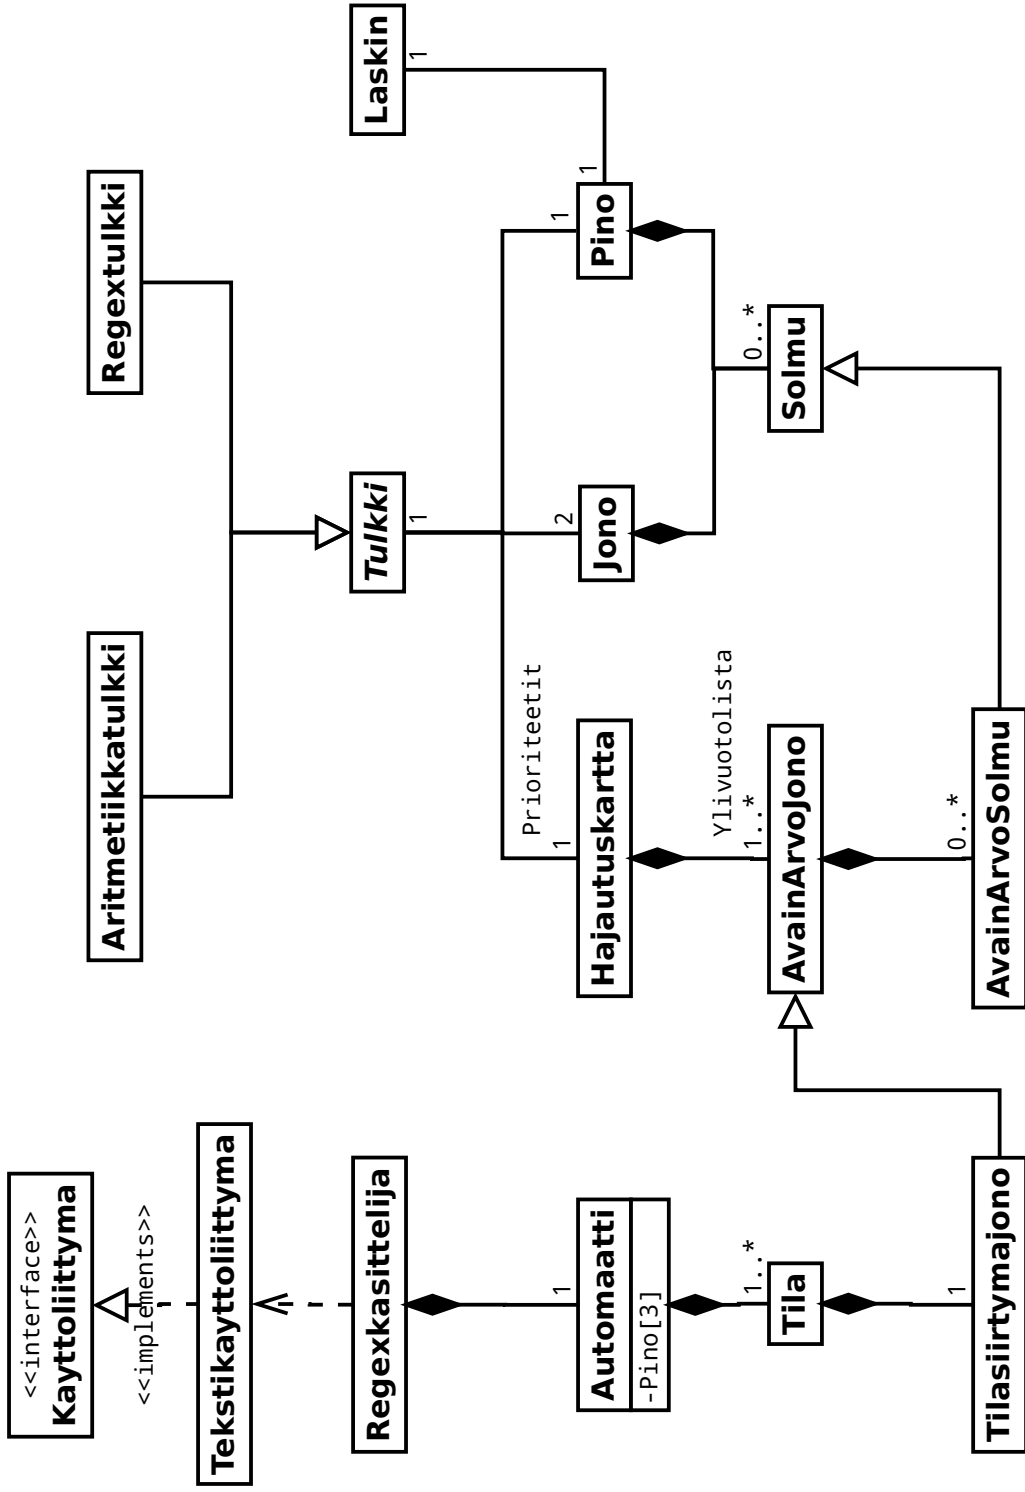 <<interface>>
Kayttoliittyma
<<implements>>
Tekstikayttoliittyma
Regexkasittelija
1
Automaatti
-Pino[3]
1..*
Tila
1
Tilasiirtymajono
Aritmetiikkatulkki
Regextulkki
Tulkki
1
Laskin
1
Prioriteetit
1
Hajautuskartta
2
Jono
1
1
Pino
Ylivuotolista
1..*
AvainArvoJono
0..*
Solmu
0..*
AvainArvoSolmu